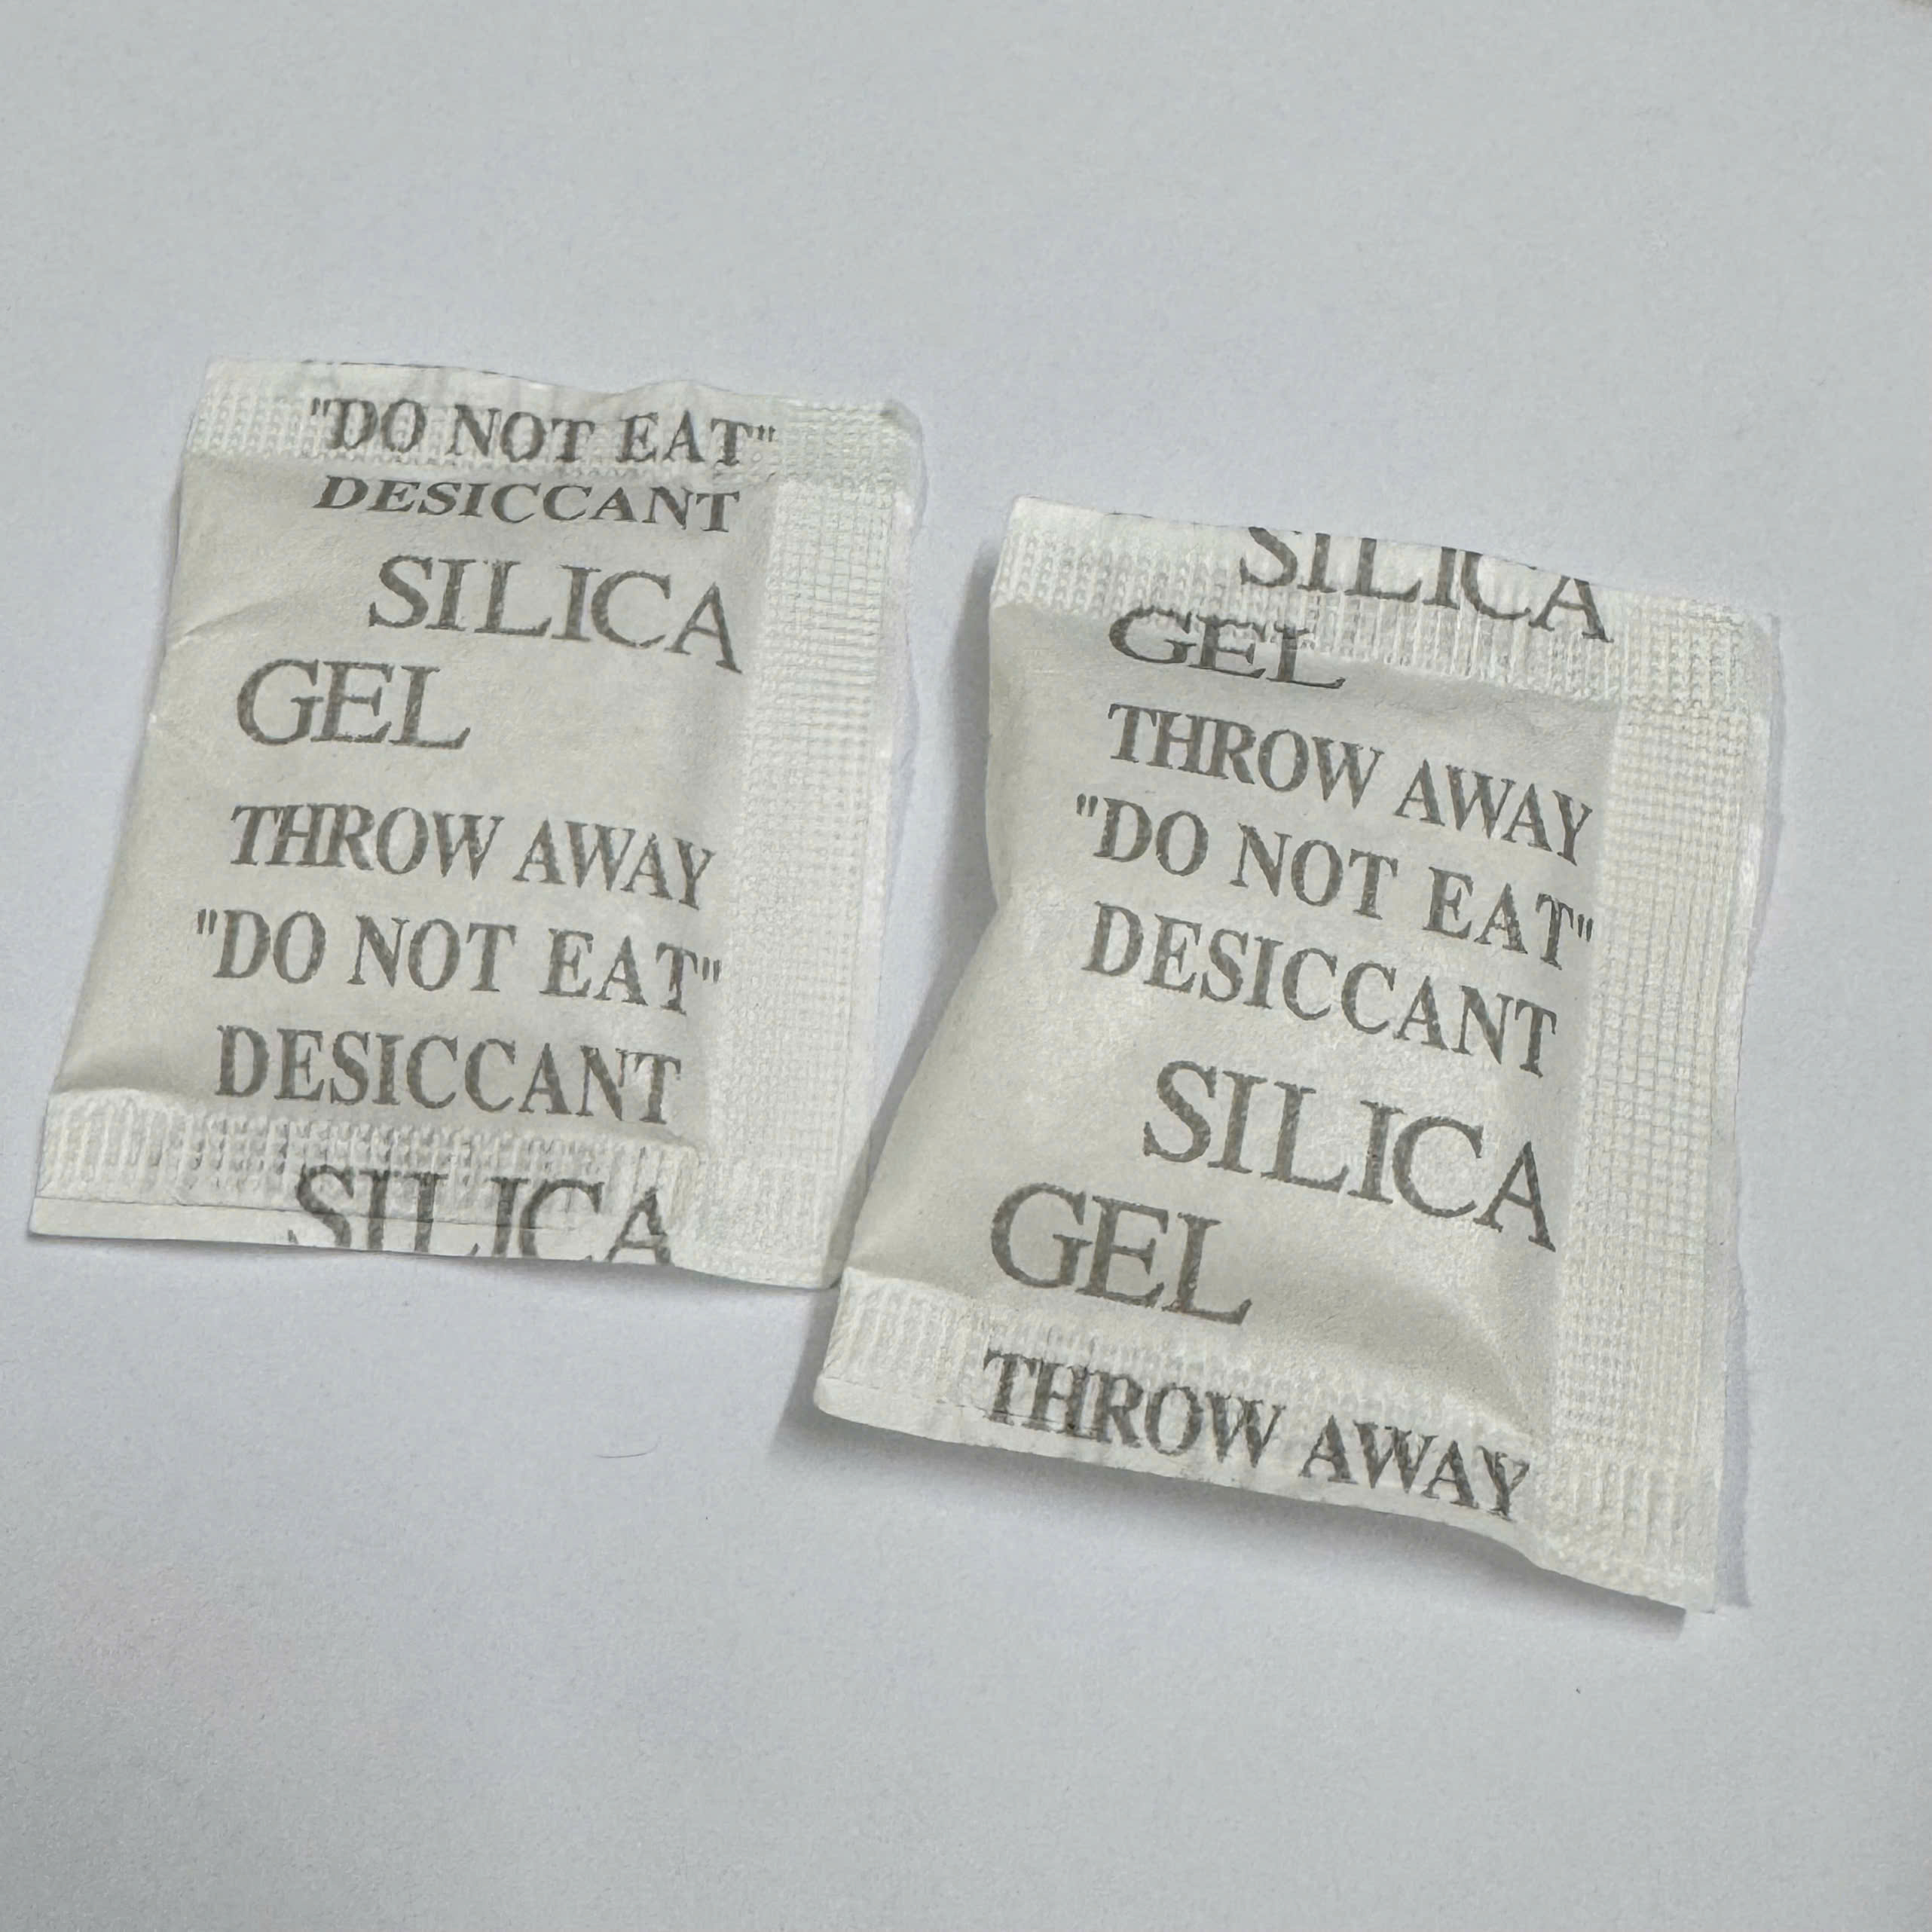 "DO NOT EAT"
DESICCANT
SILICA
GEL
THROW AWAY
"DO NOT EAT"
DESICCANT
SILICA
SILICA
GEL
THROW AWAY
"DO NOT EAT"
DESICCANT
SILICA
GEL
THROW AWAY